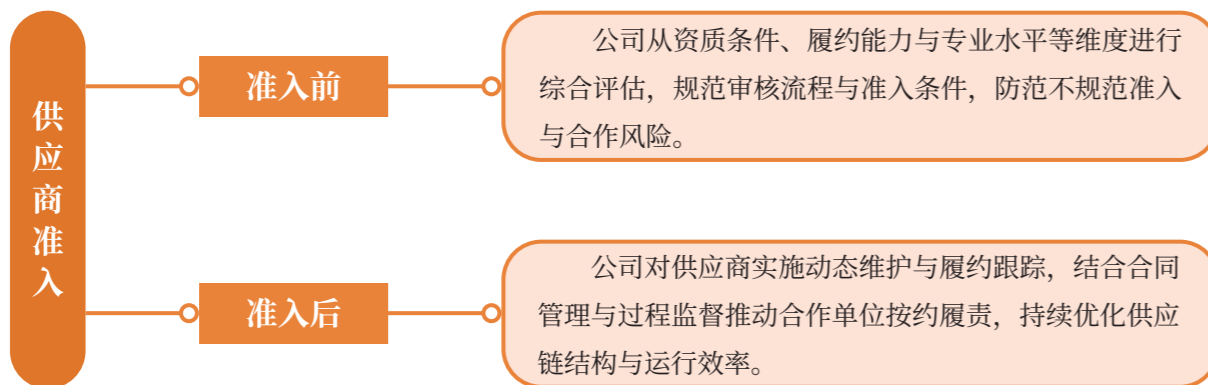 供应商准入
准入前
公司从资质条件、履约能力与专业水平等维度进行
综合评估，规范审核流程与准入条件，防范不规范准入
与合作风险。
准入后
公司对供应商实施动态维护与履约跟踪，结合合同
管理与过程监督推动合作单位按约履责，持续优化供应
链结构与运行效率。